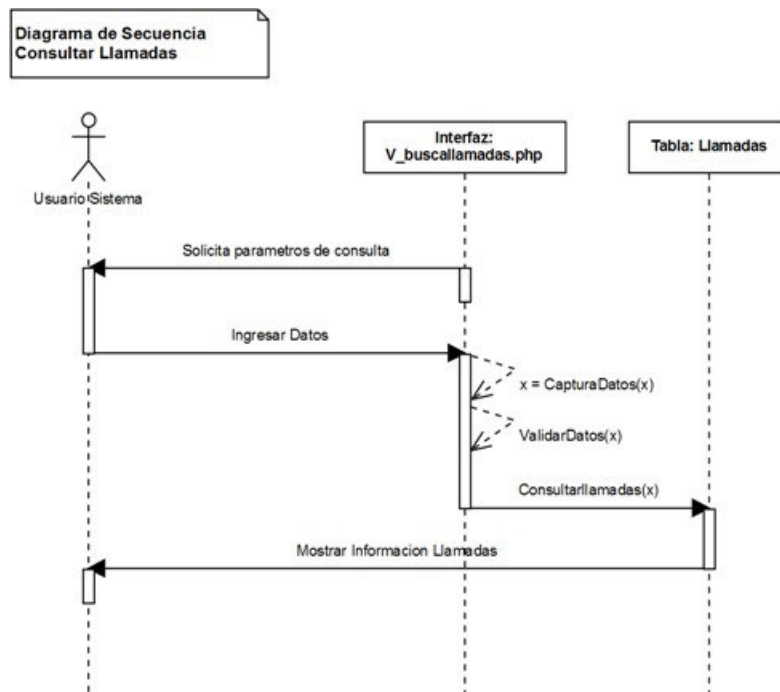 Diagrama de Secuencia
Consultar Llamadas
Interfaz:
V_buscallamadas.php
Tabla: Llamadas
Usuario Sistema
Solicita parametros de consulta
Ingresar Datos
x = CapturaDatos(x)
ValidarDatos(x)
Consultarllamadas(x)
Mostrar Informacion Llamadas